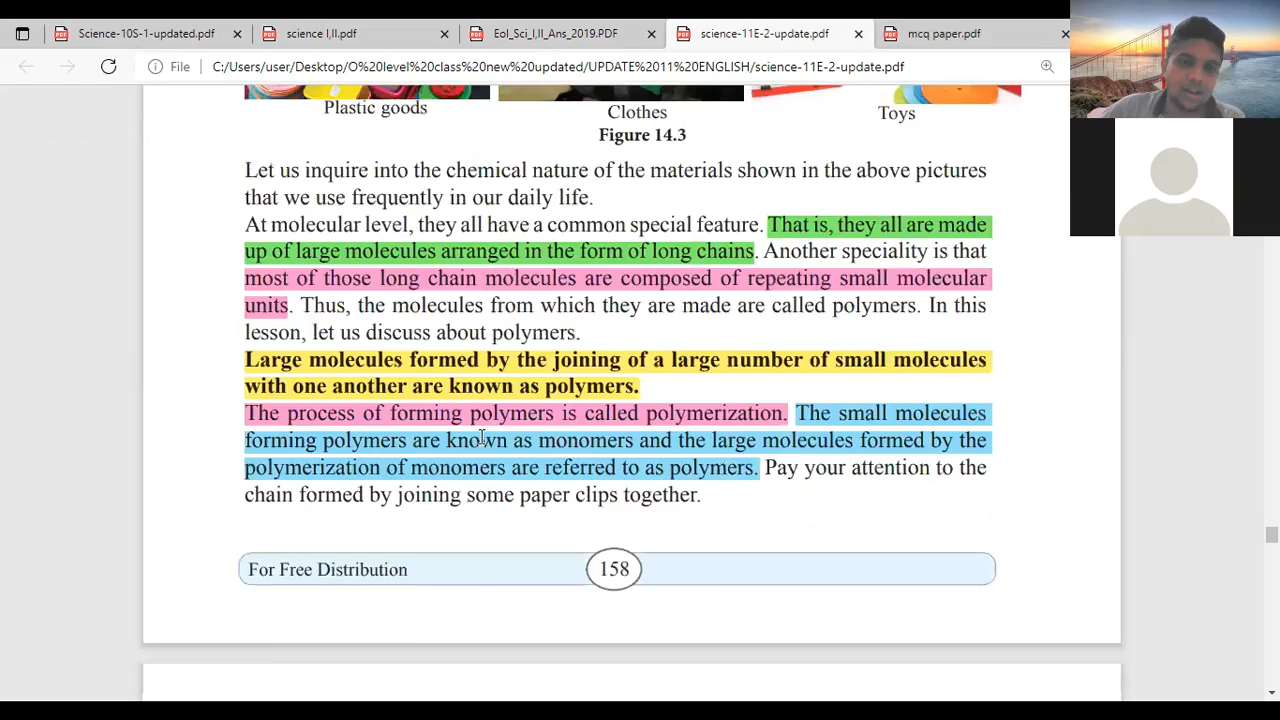 Science-10S-1-updated.pdf
science I,II.pdf
Eol_Sci_I,II_Ans_2019.PDF
science-11E-2-update.pdf
mcq paper.pdf
File
C:/Users/user/Desktop/O%20level%20class%20new%20updated/UPDATE%2011%20ENGLISH/science-11E-2-update.pdf
Plastic goods
Clothes
Toys
Figure 14.3
Let us inquire into the chemical nature of the materials shown in the above pictures
that we use frequently in our daily life.
At molecular level, they all have a common special feature. That is, they all are made
up of large molecules arranged in the form of long chains. Another speciality is that
most of those long chain molecules are composed of repeating small molecular
units. Thus, the molecules from which they are made are called polymers. In this
lesson, let us discuss about polymers.
Large molecules formed by the joining of a large number of small molecules
with one another are known as polymers.
The process of forming polymers is called polymerization. The small molecules
forming polymers are known as monomers and the large molecules formed by the
polymerization of monomers are referred to as polymers. Pay your attention to the
chain formed by joining some paper clips together.
For Free Distribution
158